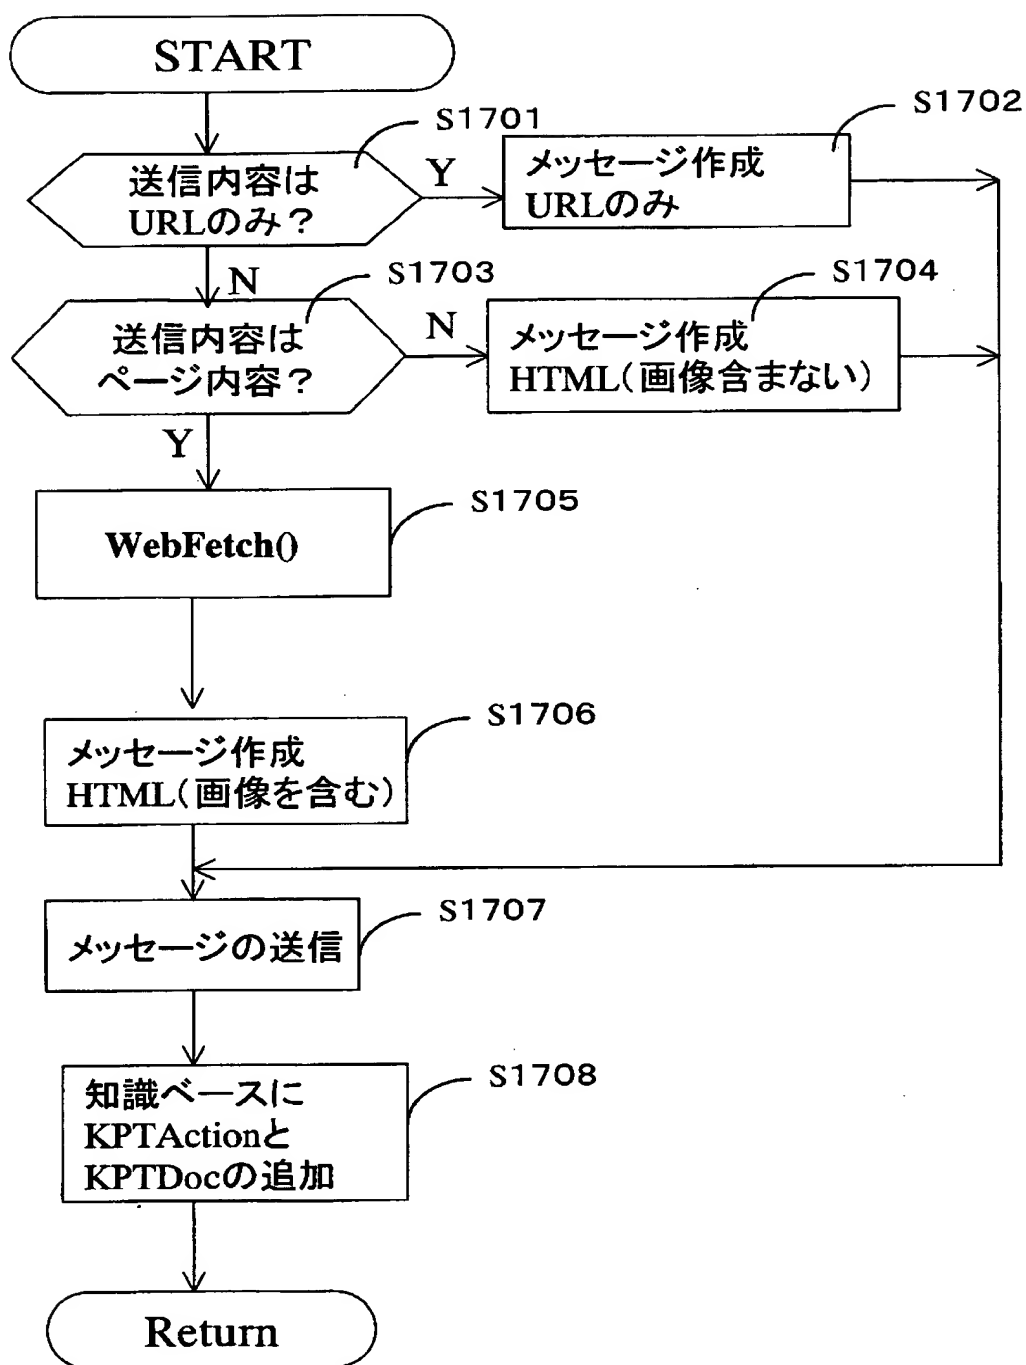 START
S1701
S1702
送信内容は
URLのみ？
Y
メッセージ作成
URLのみ
N
S1703
S1704
送信内容は
ページ内容？
N
メッセージ作成
HTML（画像含まない）
Y
S1705
WebFetch()
S1706
メッセージ作成
HTML（画像を含む）
S1707
メッセージの送信
S1708
知識ベースに
KPTActionと
KPTDocの追加
Return